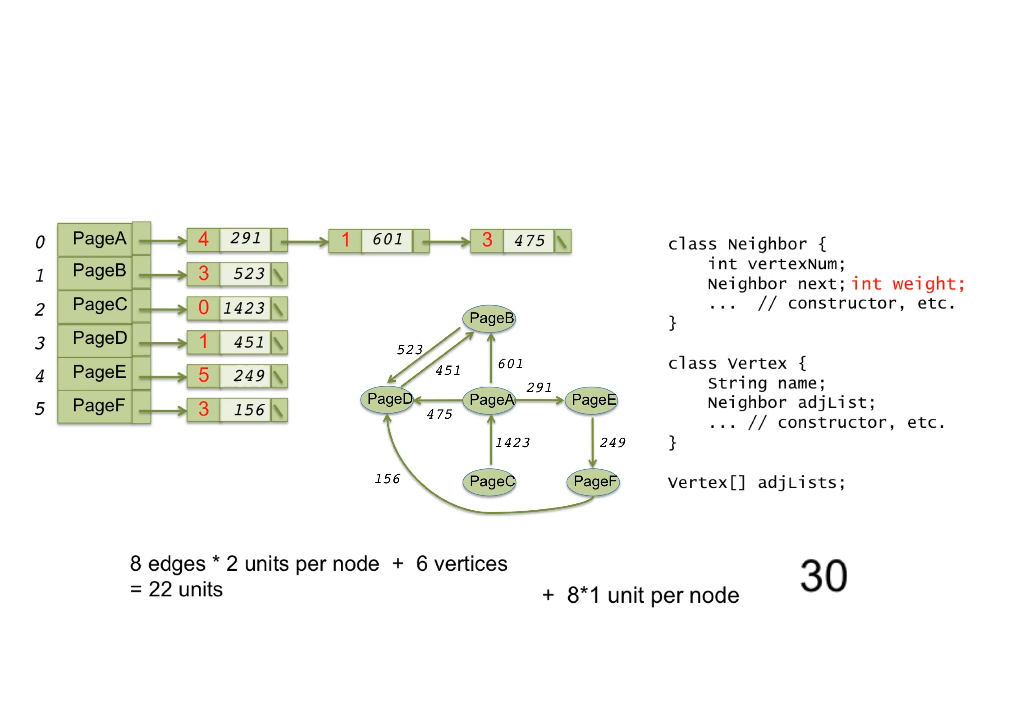 0 PageA 4 291 1 601 3 475
1 PageB 3 523
2 PageC 0 1423
3 PageD 1 451
4 PageE 5 249
5 PageF 3 156
PageB
523
451
601
291
PageD
PageA
PageE
475
1423
249
156
PageC
PageF
class Neighbor {
int vertexNum;
Neighbor next; int weight;
... // constructor, etc.
}
class Vertex {
String name;
Neighbor adjList;
... // constructor, etc.
}
Vertex[] adjLists;
8 edges * 2 units per node + 6 vertices
= 22 units
+ 8*1 unit per node
30